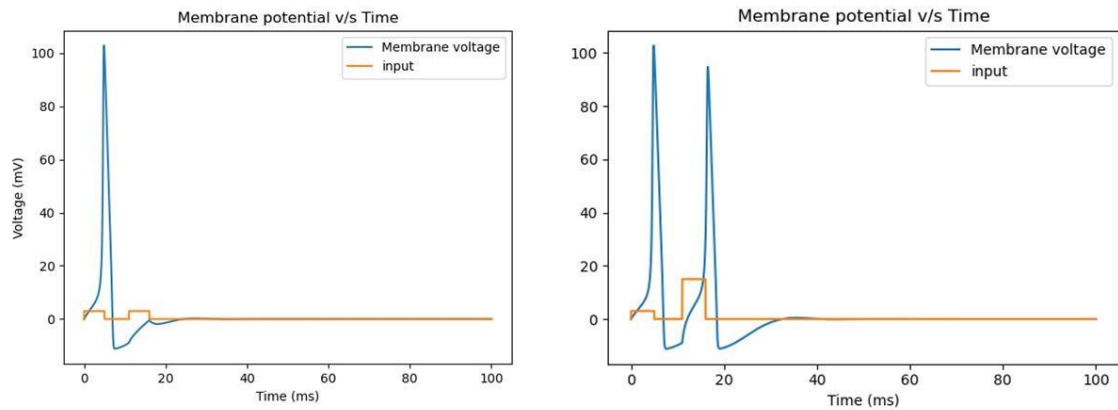 Membrane potential v/s Time
Membrane voltage
input
100
80
60
40
20
0
Voltage (mV)
0 20 40 60 80 100
Time (ms)
Membrane potential v/s Time
Membrane voltage
input
100
80
60
40
20
0
0 20 40 60 80 100
Time (ms)